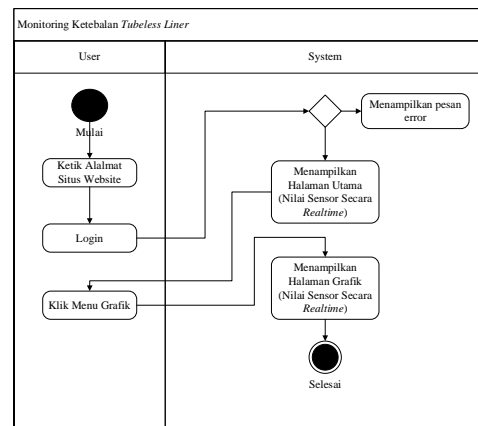 Monitoring Ketebalan Tubeless Liner
User
System
Mulai
Menampilkan pesan
error
Ketik Alalmat
Situs Website
Menampilkan
Halaman Utama
(Nilai Sensor Secara
Realtime)
Login
Menampilkan
Halaman Grafik
(Nilai Sensor Secara
Realtime)
Klik Menu Grafik
Selesai